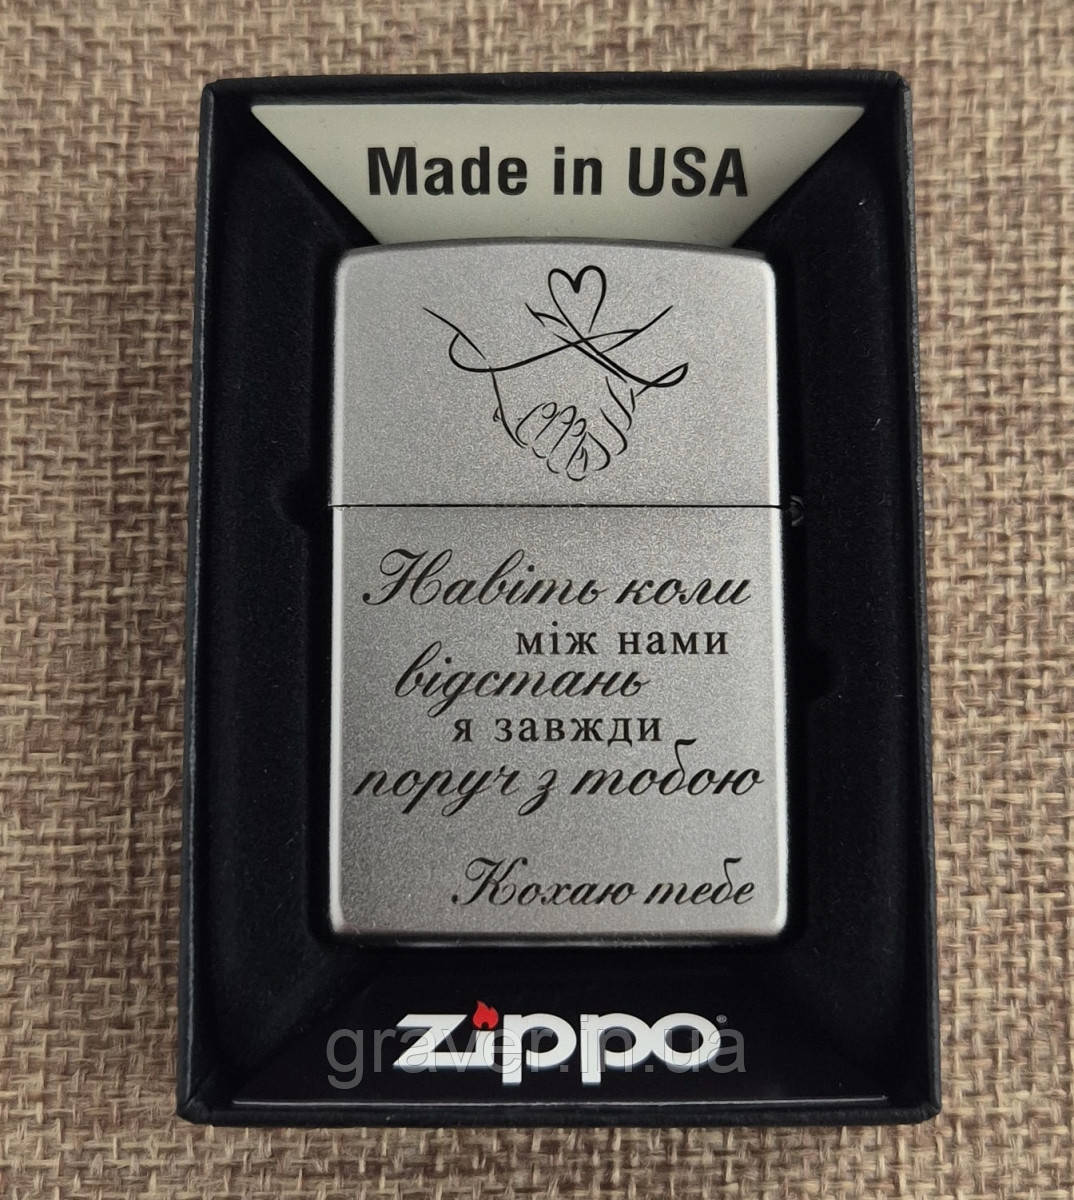 Made in USA
Навіть коли
між нами
відстань
я завжди
поруч з тобою
Кохаю тебе
zippo®
graver.in.ua